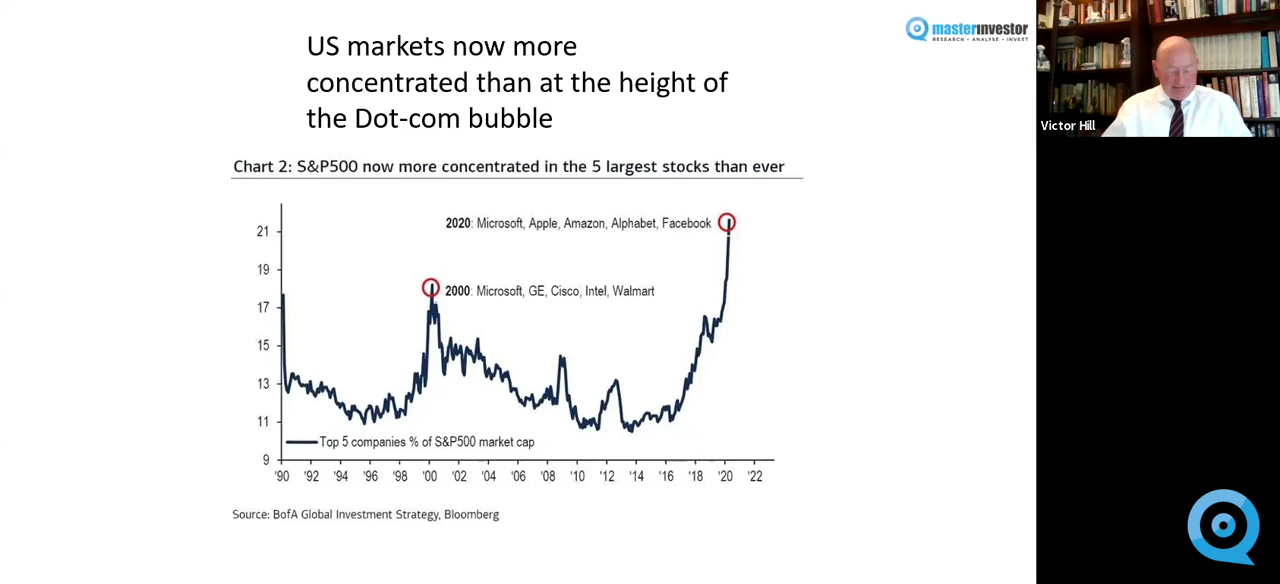 US markets now more
concentrated than at the height of
the Dot-com bubble
masterinvestor
RESEARCH • ANALYSE • INVEST
Victor Hill
Chart 2: S&P500 now more concentrated in the 5 largest stocks than ever
21
19
17
15
13
11
9
2020: Microsoft, Apple, Amazon, Alphabet, Facebook
2000: Microsoft, GE, Cisco, Intel, Walmart
Top 5 companies % of S&P500 market cap
'90 '92 '94 '96 '98 '00 '02 '04 '06 '08 '10 '12 '14 '16 '18 '20 '22
Source: BofA Global Investment Strategy, Bloomberg